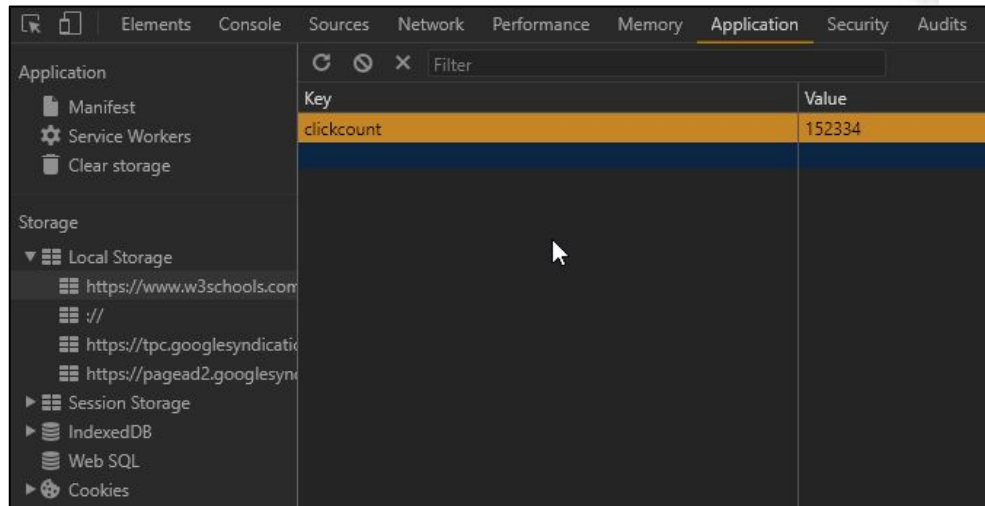 Elements Console Sources Network Performance Memory Application Security Audits
Application
Manifest
Service Workers
Clear storage
Storage
Local Storage
https://www.w3schools.com
://
https://tpc.googlesyndicatio
https://pagead2.googlesyn
Session Storage
IndexedDB
Web SQL
Cookies
Filter
Key Value
clickcount 152334